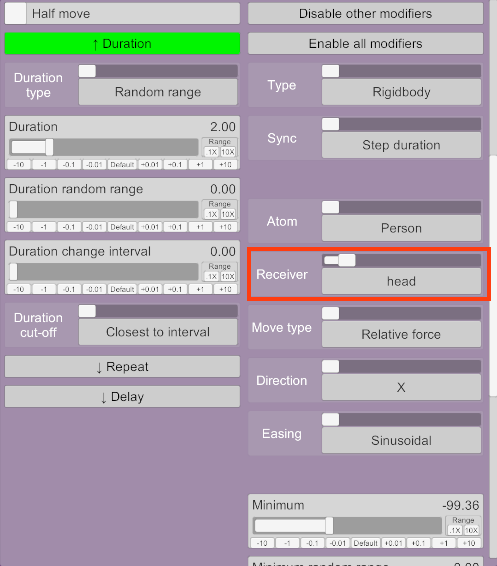 Half move
↑ Duration
Duration
type
Random range
Duration 2.00
Range
.1X 10X
-10 -1 -0.1 -0.01 Default +0.01 +0.1 +1 +10
Duration random range 0.00
Range
.1X 10X
-10 -1 -0.1 -0.01 Default +0.01 +0.1 +1 +10
Duration change interval 0.00
Range
.1X 10X
-10 -1 -0.1 -0.01 Default +0.01 +0.1 +1 +10
Duration
cut-off
Closest to interval
↓ Repeat
↓ Delay
Disable other modifiers
Enable all modifiers
Type
Rigidbody
Sync
Step duration
Atom
Person
Receiver
head
Move type
Relative force
Direction
X
Easing
Sinusoidal
Minimum -99.36
Range
.1X 10X
-10 -1 -0.1 -0.01 Default +0.01 +0.1 +1 +10
Minimum random range 0.00